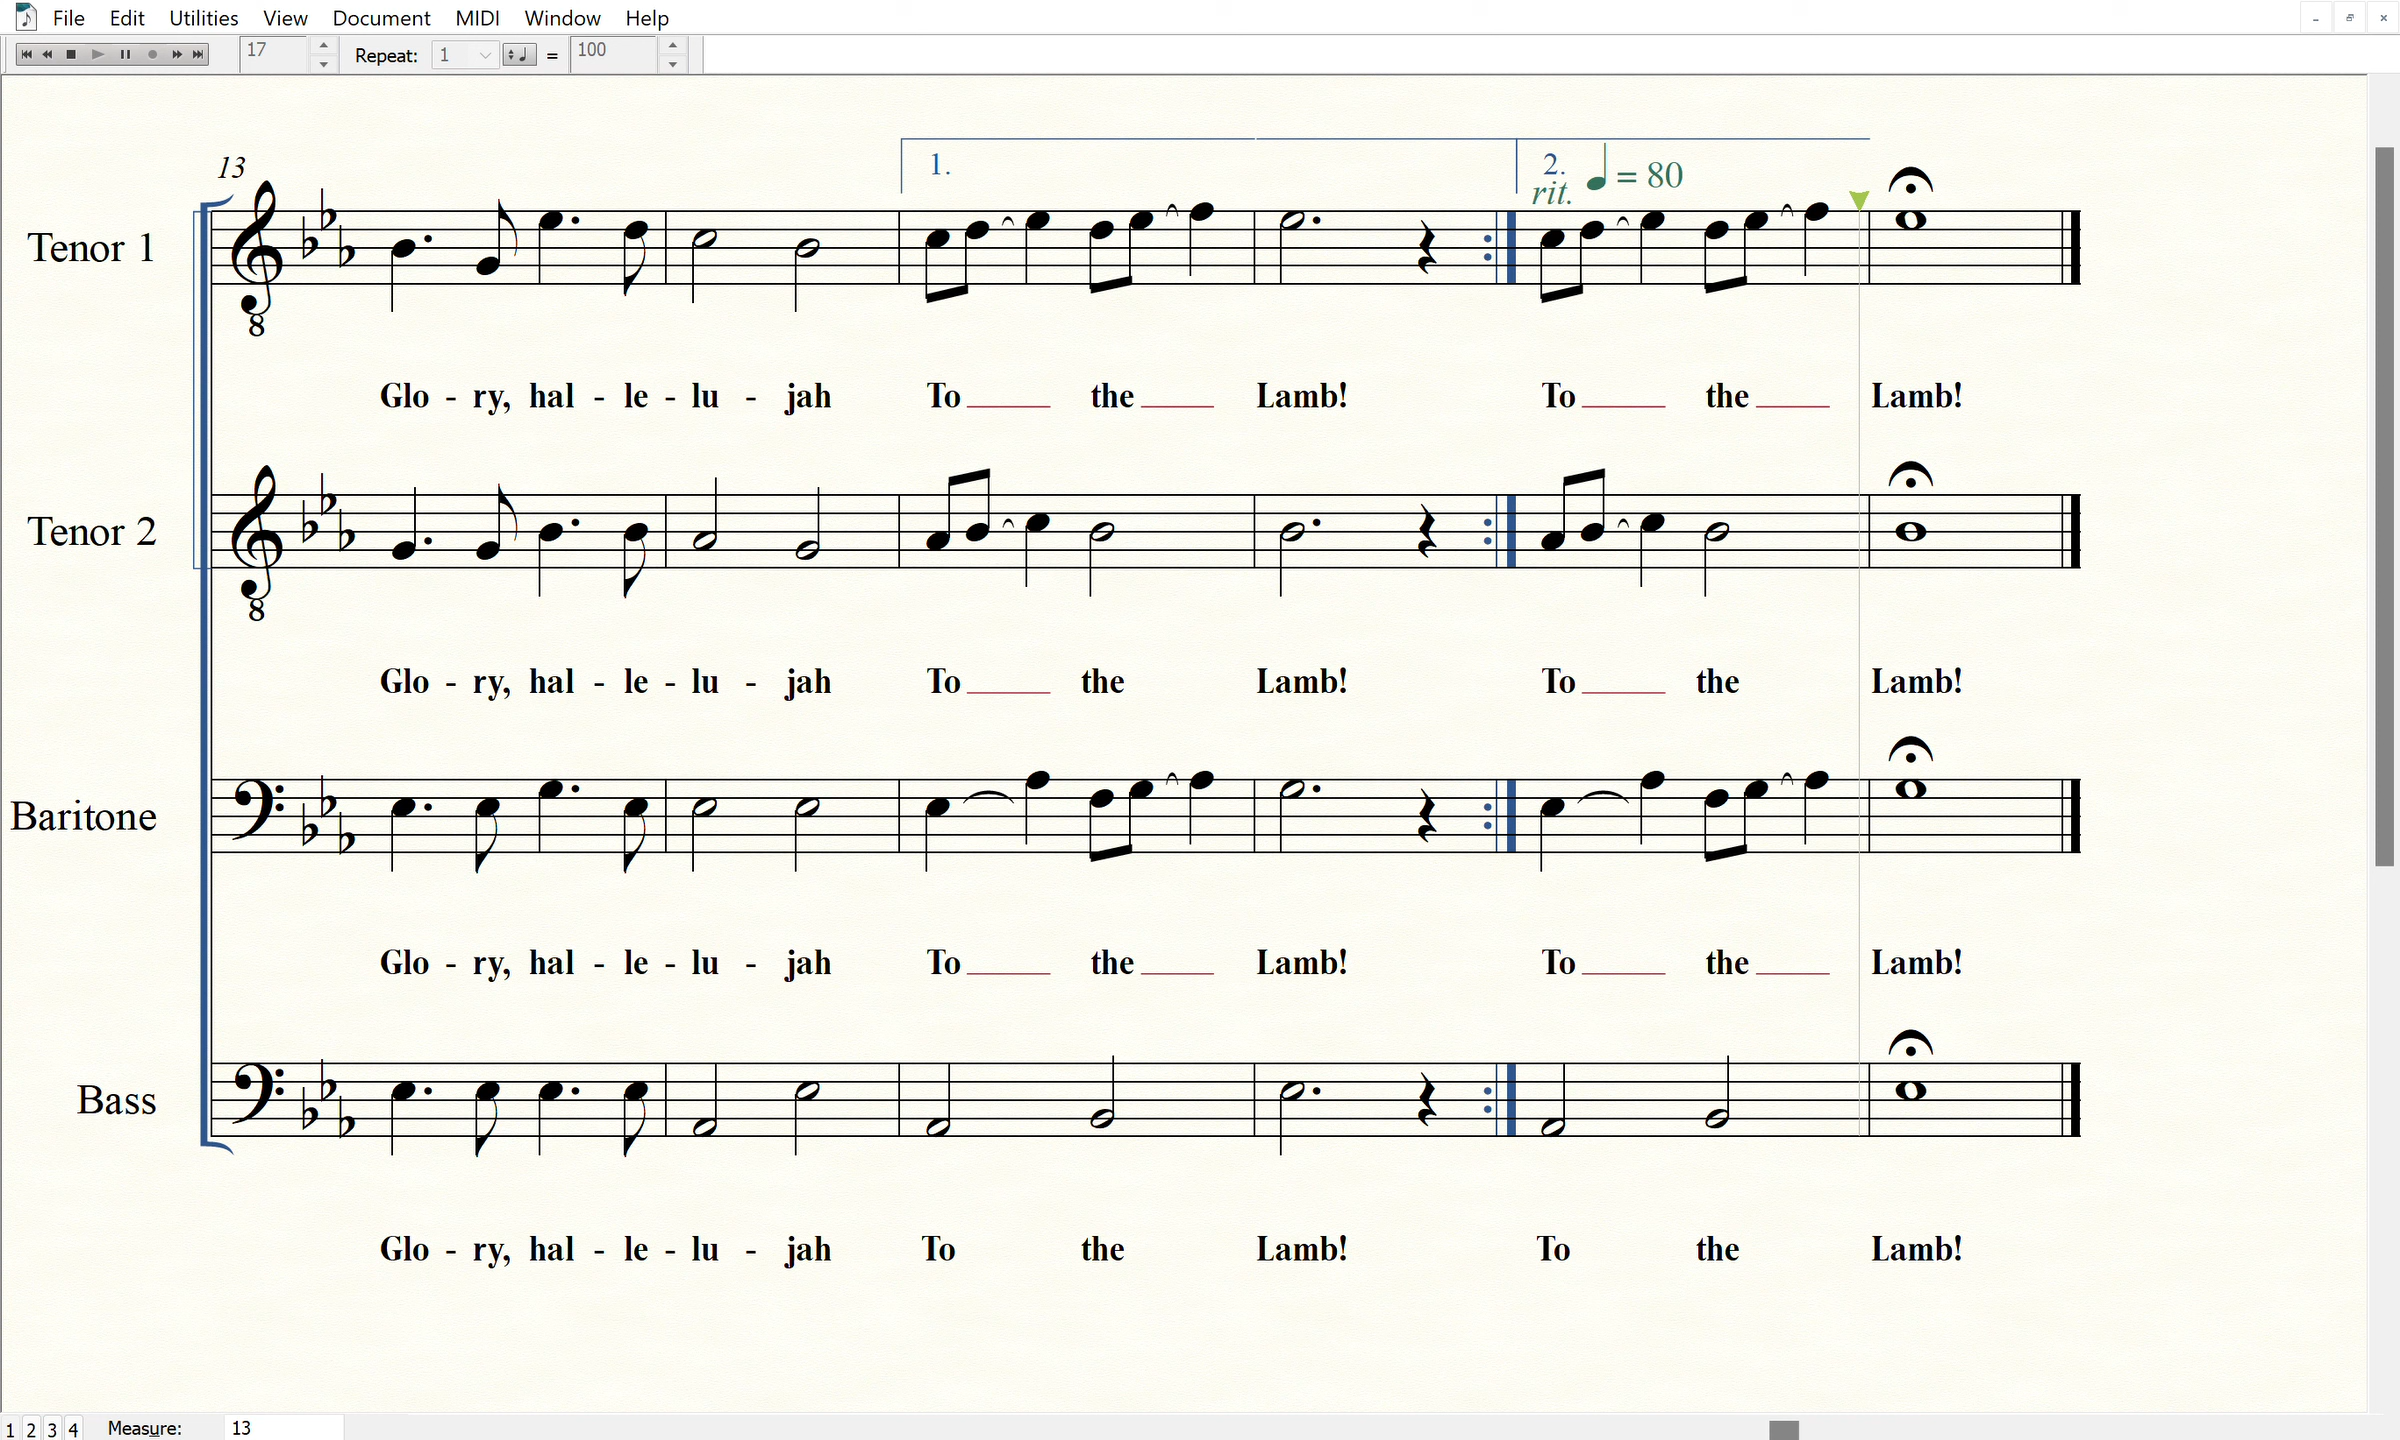 File Edit Utilities View Document MIDI Window Help
17 Repeat: 1 = 100
13
1.
2. = 80
rit.
Tenor 1
8
Glo - ry, hal - le - lu - jah To the Lamb! To the Lamb!
Tenor 2
8
Glo - ry, hal - le - lu - jah To the Lamb! To the Lamb!
Baritone
Glo - ry, hal - le - lu - jah To the Lamb! To the Lamb!
Bass
Glo - ry, hal - le - lu - jah To the Lamb! To the Lamb!
1 2 3 4 Measure: 13